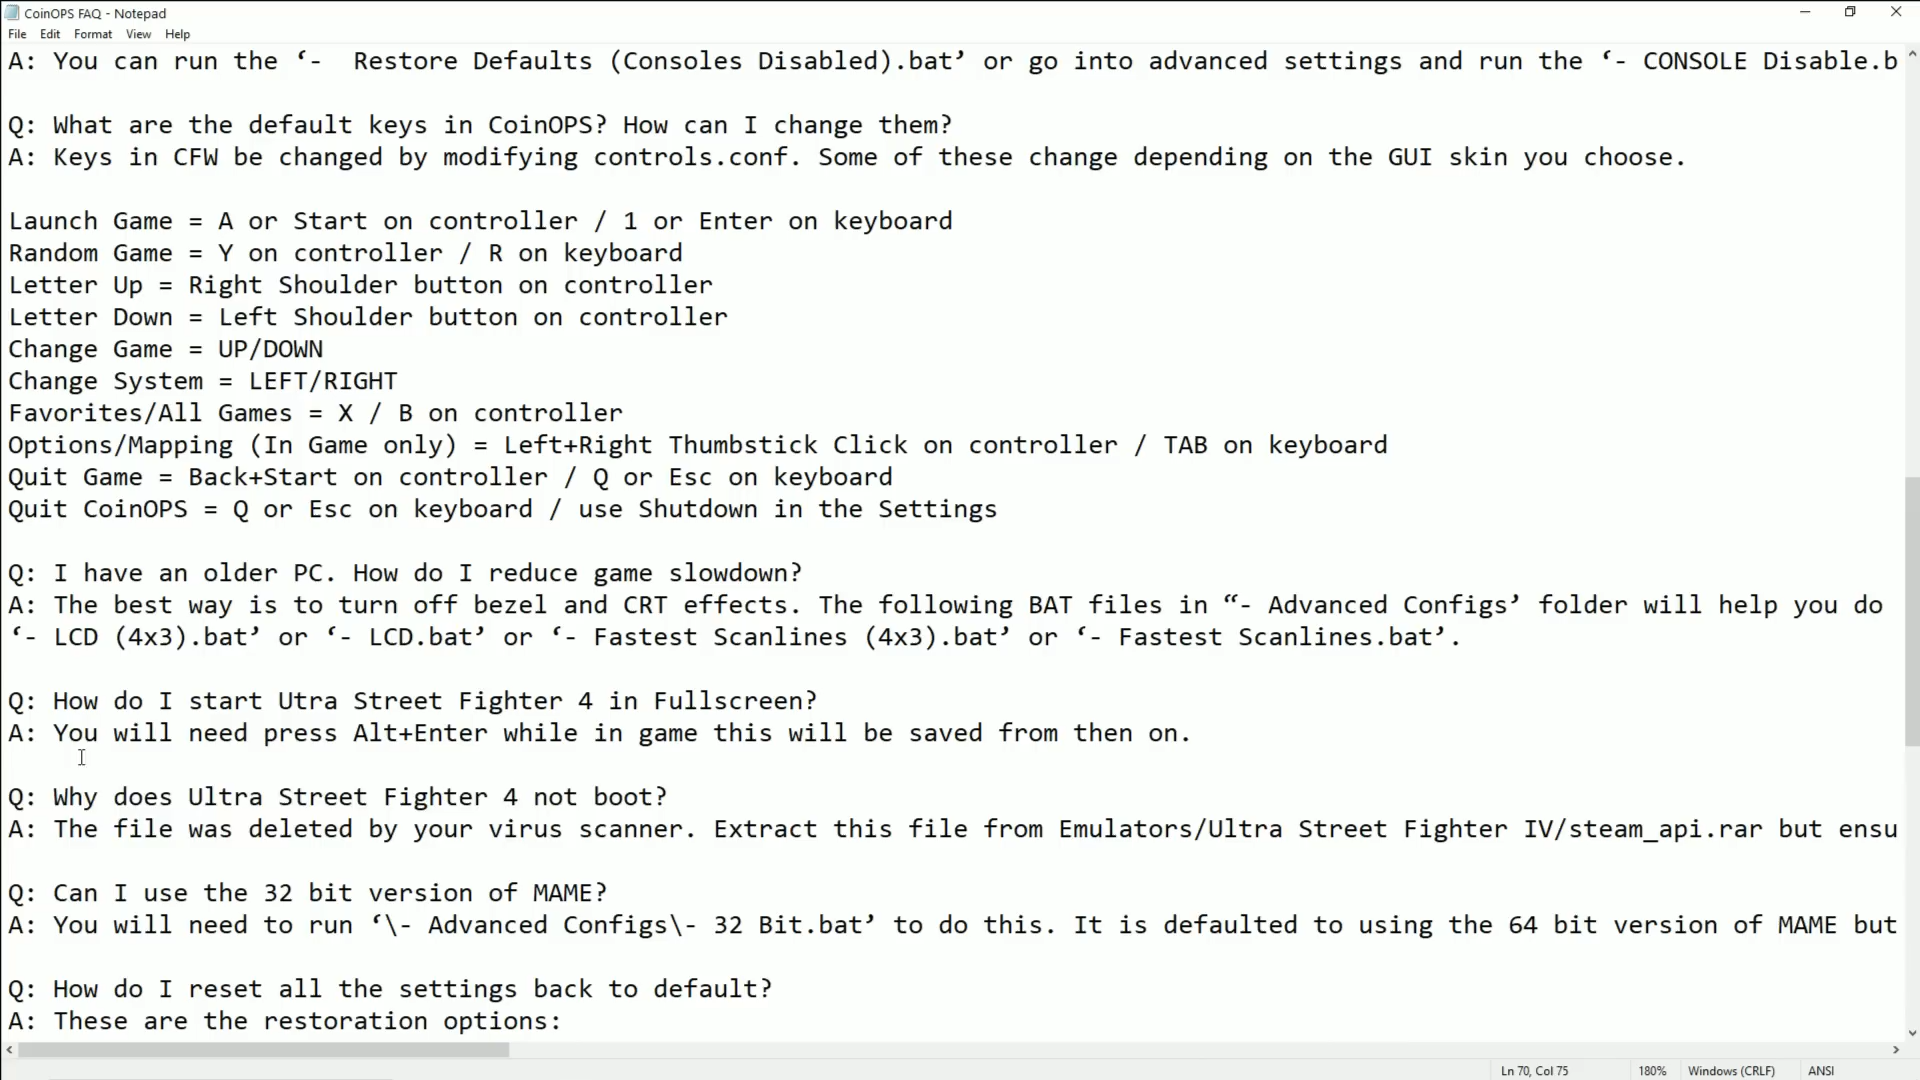 CoinOPS FAQ - Notepad
File Edit Format View Help
A: You can run the ‘-  Restore Defaults (Consoles Disabled).bat’ or go into advanced settings and run the ‘- CONSOLE Disable.b
Q: What are the default keys in CoinOPS? How can I change them?
A: Keys in CFW be changed by modifying controls.conf. Some of these change depending on the GUI skin you choose.
Launch Game = A or Start on controller / 1 or Enter on keyboard
Random Game = Y on controller / R on keyboard
Letter Up = Right Shoulder button on controller
Letter Down = Left Shoulder button on controller
Change Game = UP/DOWN
Change System = LEFT/RIGHT
Favorites/All Games = X / B on controller
Options/Mapping (In Game only) = Left+Right Thumbstick Click on controller / TAB on keyboard
Quit Game = Back+Start on controller / Q or Esc on keyboard
Quit CoinOPS = Q or Esc on keyboard / use Shutdown in the Settings
Q: I have an older PC. How do I reduce game slowdown?
A: The best way is to turn off bezel and CRT effects. The following BAT files in “- Advanced Configs’ folder will help you do
‘- LCD (4x3).bat’ or ‘- LCD.bat’ or ‘- Fastest Scanlines (4x3).bat’ or ‘- Fastest Scanlines.bat’.
Q: How do I start Utra Street Fighter 4 in Fullscreen?
A: You will need press Alt+Enter while in game this will be saved from then on.
Q: Why does Ultra Street Fighter 4 not boot?
A: The file was deleted by your virus scanner. Extract this file from Emulators/Ultra Street Fighter IV/steam_api.rar but ensu
Q: Can I use the 32 bit version of MAME?
A: You will need to run ‘\- Advanced Configs\- 32 Bit.bat’ to do this. It is defaulted to using the 64 bit version of MAME but
Q: How do I reset all the settings back to default?
A: These are the restoration options:
Ln 70, Col 75 180% Windows (CRLF) ANSI